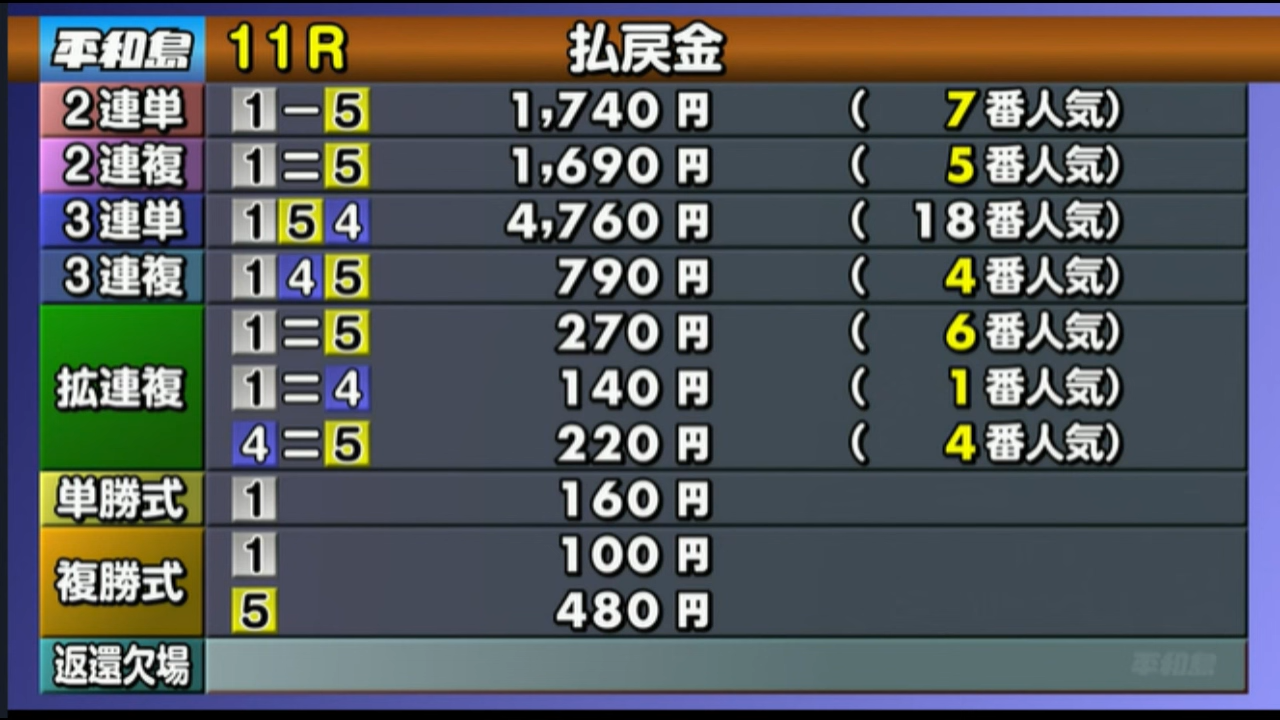 平和島 11R 払戻金
2連単 1-5 1,740円 ( 7番人気)
2連複 1=5 1,690円 ( 5番人気)
3連単 1 5 4 4,760円 ( 18番人気)
3連複 1 4 5 790円 ( 4番人気)
拡連複 1=5 270円 ( 6番人気)
1=4 140円 ( 1番人気)
4=5 220円 ( 4番人気)
単勝式 1 160円
複勝式 1 100円
5 480円
返還欠場
平和島